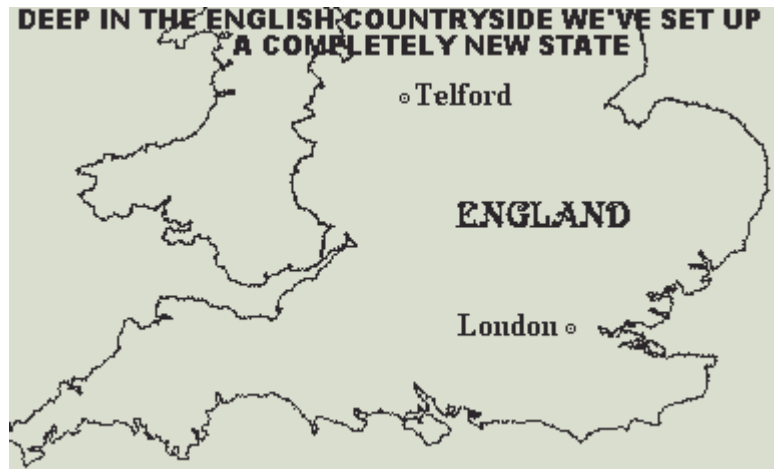 DEEP IN THE ENGLISH COUNTRYSIDE WE'VE SET UP
A COMPLETELY NEW STATE
Telford
ENGLAND
London